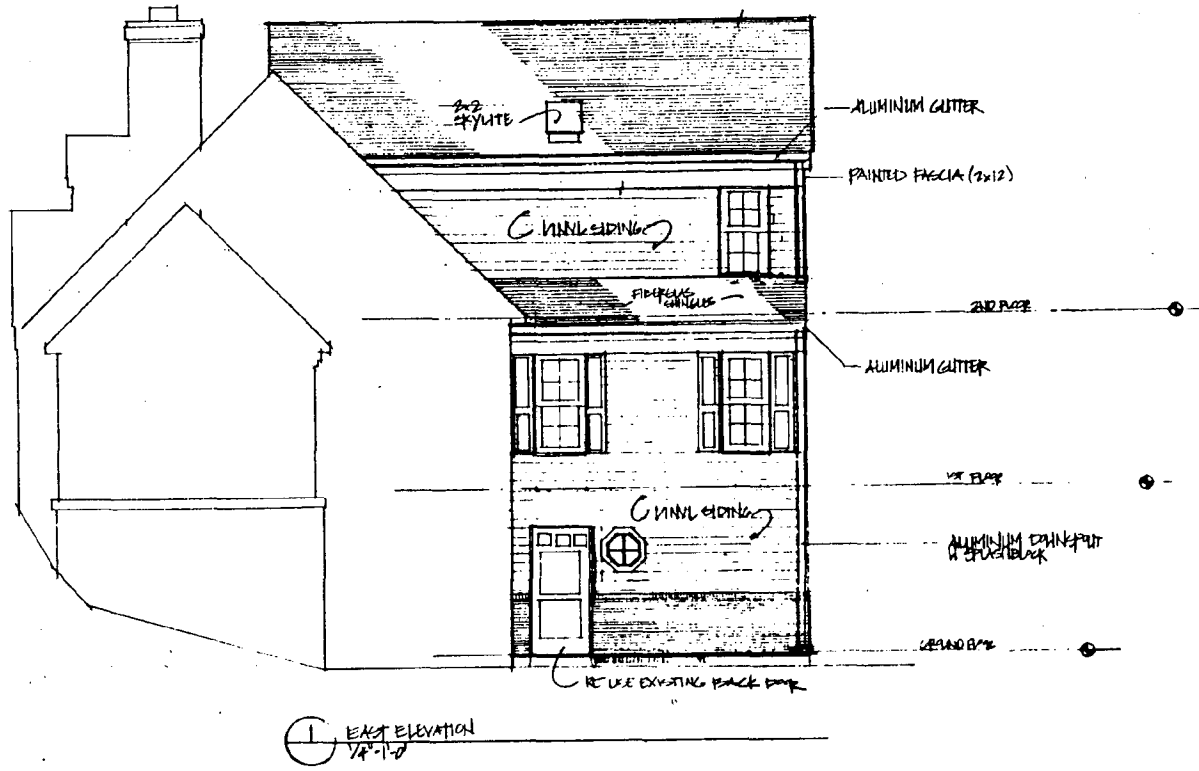 2x2
SKYLITE
ALUMINUM GUTTER
PAINTED FASCIA (2x12)
VINYL SIDING
FIBERGLAS
SHINGLES
2ND FLOOR
ALUMINUM GUTTER
1ST FLOOR
VINYL SIDING
ALUMINUM DOWNSPOUT
W SPLASHBLOCK
GROUND FLOOR
RE USE EXISTING BACK DOOR
1
EAST ELEVATION
1/4"-1'-0"